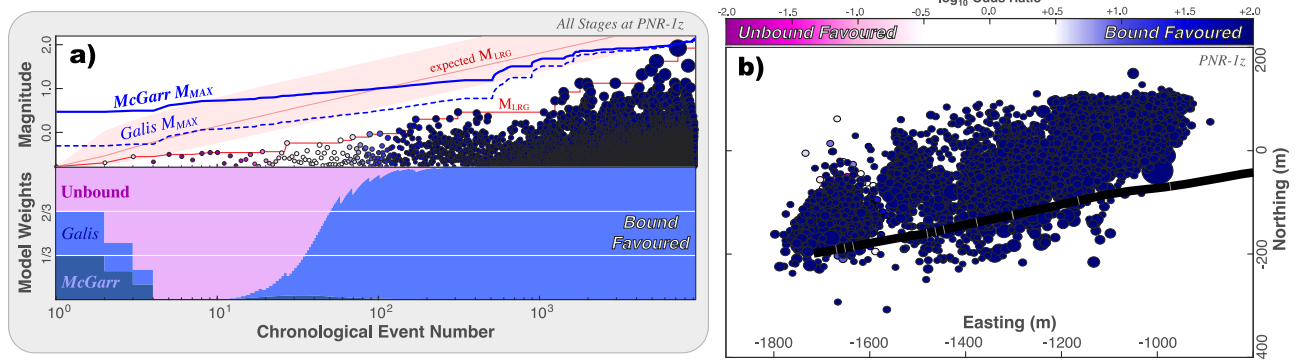 All Stages at PNR-1z
a)
Magnitude
2.0
1.0
0.0
McGarr M_MAX
Galis M_MAX
expected M_LRG
M_LRG
Model Weights
2/3
1/3
Unbound
Galis
McGarr
Bound
Favoured
10^0
10^1
10^2
10^3
Chronological Event Number
log_10 Odds Ratio
-2.0
-1.5
-1.0
-0.5
0.0
+0.5
+1.0
+1.5
+2.0
Unbound Favoured
Bound Favoured
b)
PNR-1z
200
0
-200
400
Northing (m)
Easting (m)
-1800
-1600
-1400
-1200
-1000